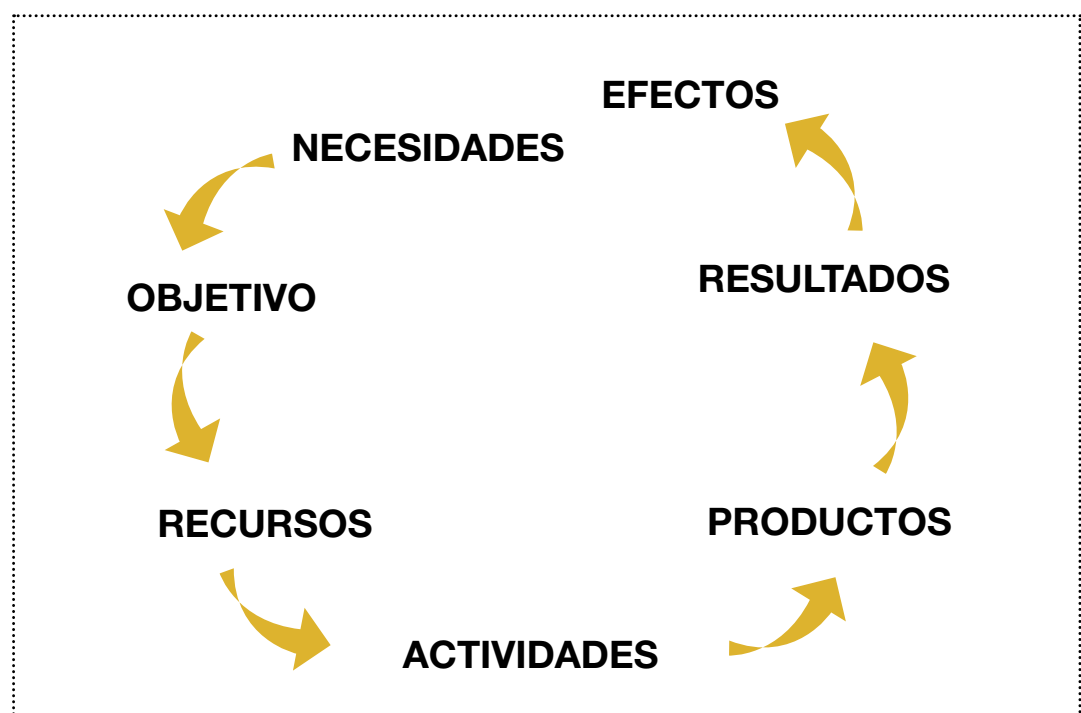 EFECTOS
NECESIDADES
OBJETIVO
RESULTADOS
RECURSOS
PRODUCTOS
ACTIVIDADES